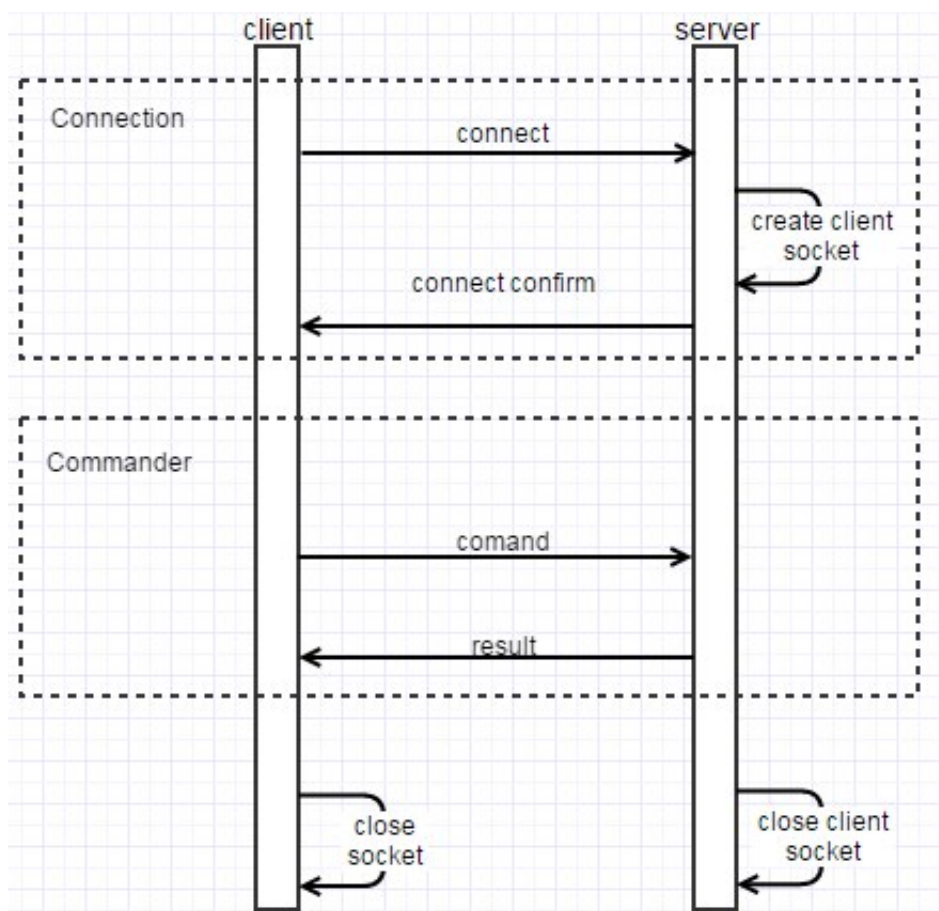 client
server
Connection
connect
create client
socket
connect confirm
Commander
comand
result
close
socket
close client
socket